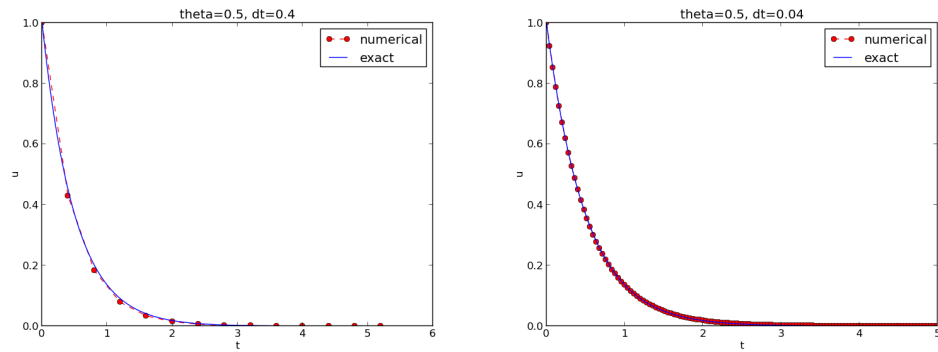 theta=0.5, dt=0.4
1.0
0.8
0.6
0.4
0.2
0.0
u
0 1 2 3 4 5 6
t
numerical
exact
theta=0.5, dt=0.04
1.0
0.8
0.6
0.4
0.2
0.0
u
0 1 2 3 4 5
t
numerical
exact